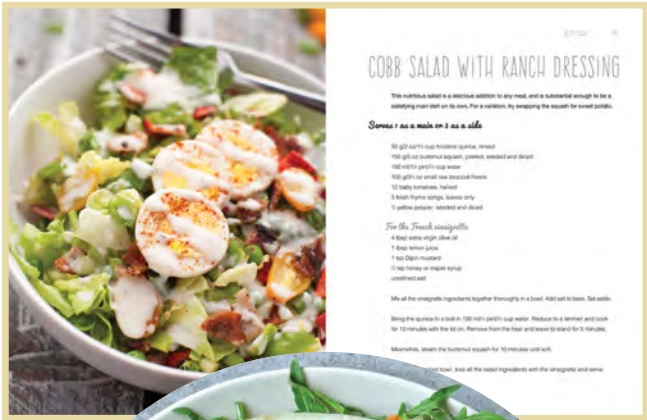 COBB SALAD WITH RANCH DRESSING
This nutritious salad is a delicious addition to any meal, and is substantial enough to be a
satisfying main dish on its own. For a variation, try swapping the squash for sweet potato.
Serves 1 as a main or 2 as a side
50 g/2 oz/¼ cup tricolore quinoa, rinsed
150 g/5 oz butternut squash, peeled, seeded and diced
150 ml/¼ pint/⅔ cup water
100 g/3½ oz small raw broccoli florets
10 baby tomatoes, halved
5 fresh thyme sprigs, leaves only
½ yellow pepper, seeded and diced
For the French vinaigrette
4 tbsp extra virgin olive oil
1 tbsp lemon juice
1 tsp Dijon mustard
½ tsp honey or maple syrup
unrefined salt
Mix all the vinaigrette ingredients together thoroughly in a bowl. Add salt to taste. Set aside.
Bring the quinoa to a boil in 150 ml/¼ pint/⅔ cup water. Reduce to a simmer and cook
for 10 minutes with the lid on. Remove from the heat and leave to stand for 5 minutes.
Meanwhile, steam the butternut squash for 10 minutes until soft.
bowl, toss all the salad ingredients with the vinaigrette and serve